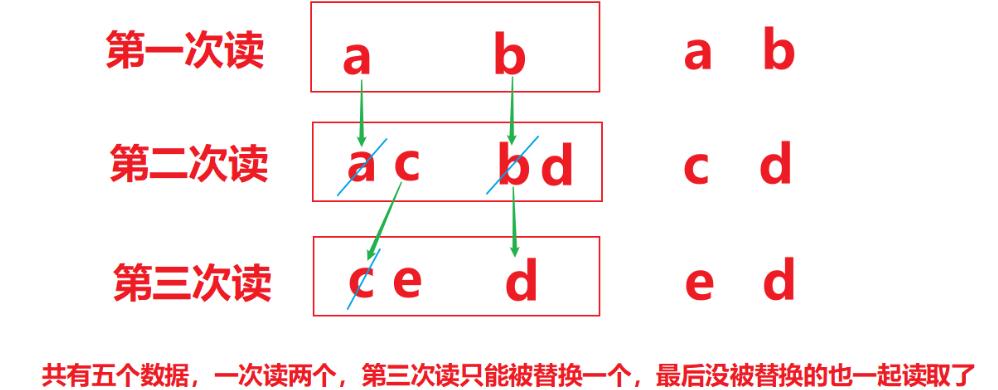 第一次读 a b a b
第二次读 a c b d c d
第三次读 c e d e d
共有五个数据，一次读两个，第三次读只能被替换一个，最后没被替换的也一起读取了